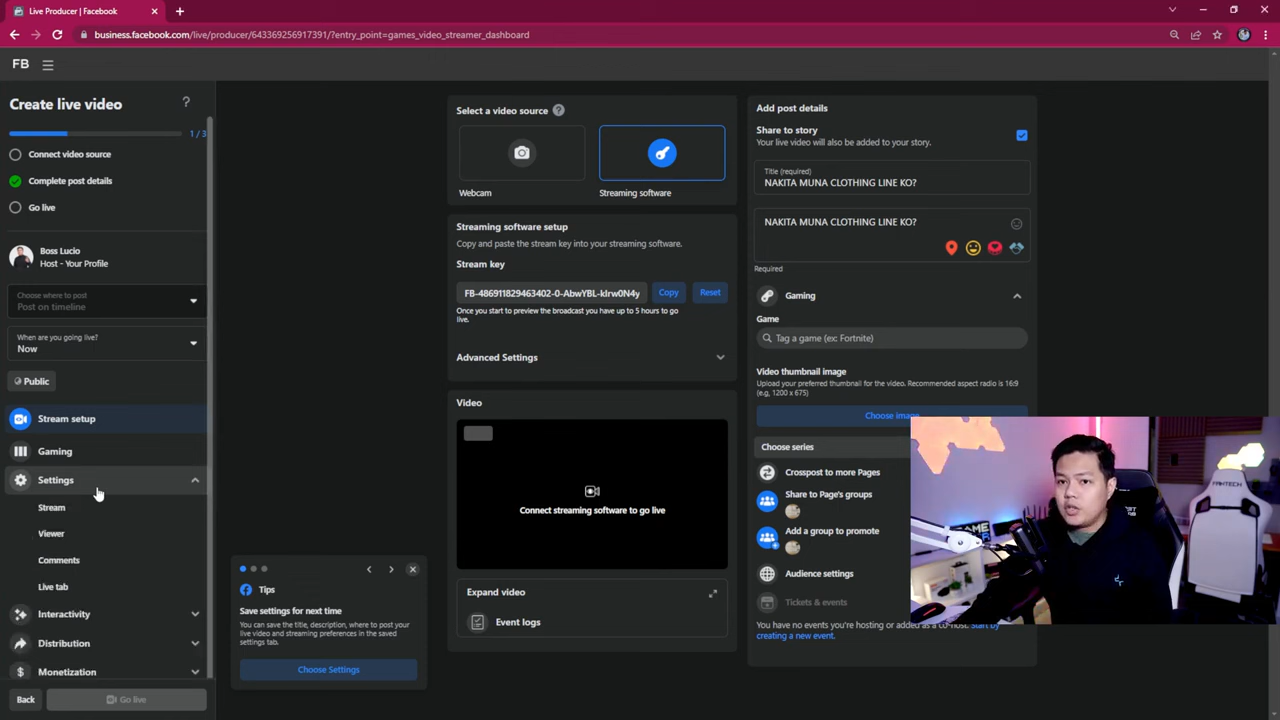 Live Producer | Facebook
business.facebook.com/live/producer/643369256917391/?entry_point=games_video_streamer_dashboard
FB
Create live video
1 / 3
Connect video source
Complete post details
Go live
Boss Lucio
Host - Your Profile
Choose where to post
Post on timeline
When are you going live?
Now
Public
Stream setup
Gaming
Settings
Stream
Viewer
Comments
Live tab
Interactivity
Distribution
Monetization
Back
Go live
Tips
Save settings for next time
You can save the title, description, where to post your
live video and streaming preferences in the saved
settings tab.
Choose Settings
Select a video source
Webcam
Streaming software
Streaming software setup
Copy and paste the stream key into your streaming software.
Stream key
FB-486911829463402-0-AbwYBL-kIrw0N4y
Copy
Reset
Once you start to preview the broadcast you have up to 5 hours to go
live.
Advanced Settings
Video
Connect streaming software to go live
Expand video
Event logs
Add post details
Share to story
Your live video will also be added to your story.
Title (required)
NAKITA MUNA CLOTHING LINE KO?
NAKITA MUNA CLOTHING LINE KO?
Required
Gaming
Game
Tag a game (ex: Fortnite)
Video thumbnail image
Upload your preferred thumbnail for the video. Recommended aspect radio is 16:9
(e.g, 1200 x 675)
Choose image
Choose series
Crosspost to more Pages
Share to Page's groups
Add a group to promote
Audience settings
Tickets & events
You have no events you're hosting or added as a co-host. Start by
creating a new event.
FANTECH